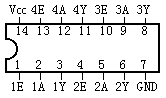 Vcc 4E 4A 4Y 3E 3A 3Y
14 13 12 11 10 9 8
1 2 3 4 5 6 7
1E 1A 1Y 2E 2A 2Y GND